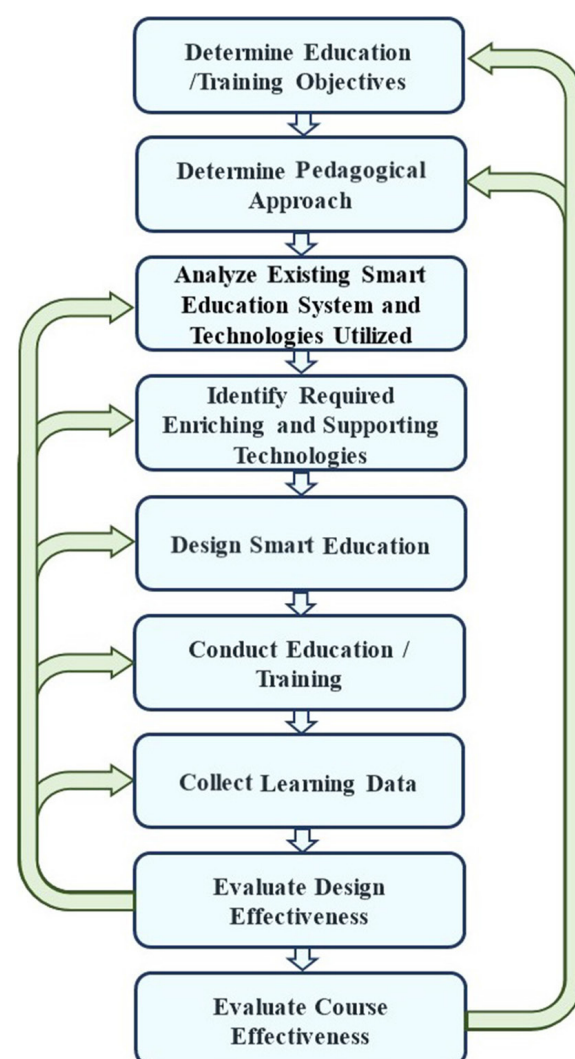 Determine Education
/Training Objectives
Determine Pedagogical
Approach
Analyze Existing Smart
Education System and
Technologies Utilized
Identify Required
Enriching and Supporting
Technologies
Design Smart Education
Conduct Education /
Training
Collect Learning Data
Evaluate Design
Effectiveness
Evaluate Course
Effectiveness